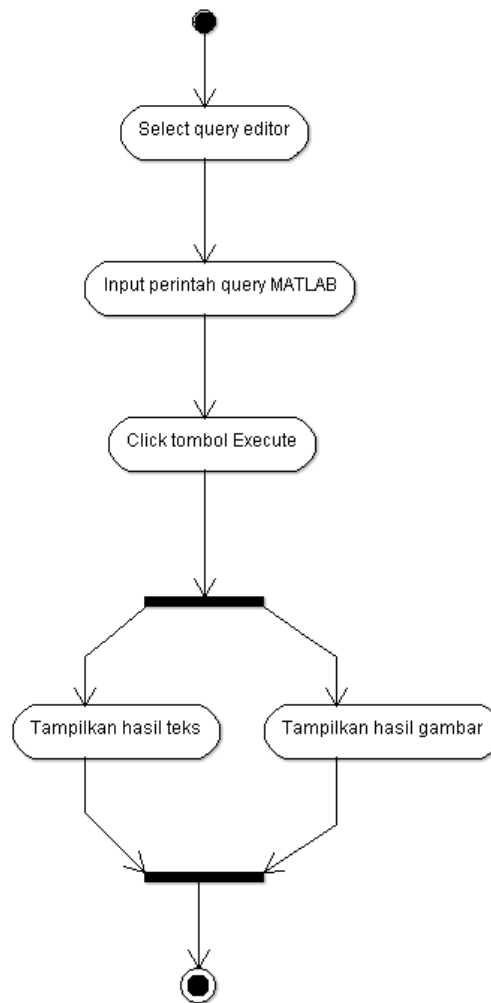 Select query editor
Input perintah query MATLAB
Click tombol Execute
Tampilkan hasil teks
Tampilkan hasil gambar